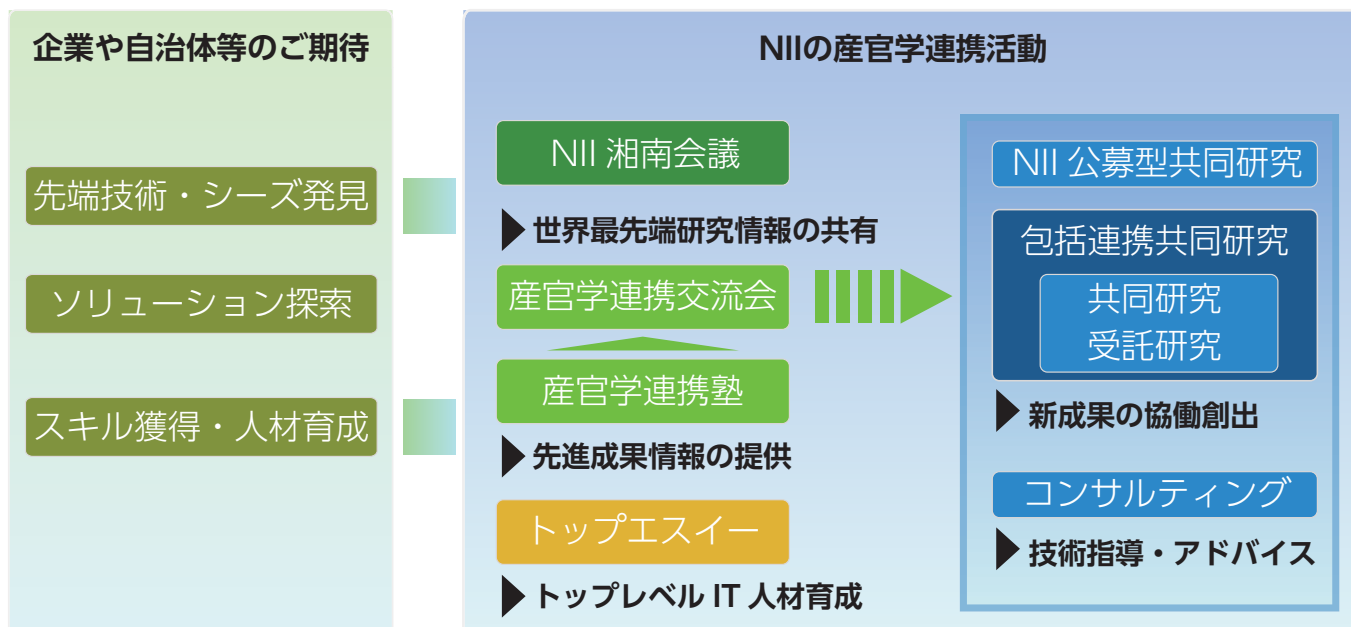 企業や自治体等のご期待
先端技術・シーズ発見
ソリューション探索
スキル獲得・人材育成
NIIの産官学連携活動
NII 湘南会議
▶世界最先端研究情報の共有
産官学連携交流会
産官学連携塾
▶先進成果情報の提供
トップエスイー
▶トップレベル IT 人材育成
NII 公募型共同研究
包括連携共同研究
共同研究
受託研究
▶新成果の協働創出
コンサルティング
▶技術指導・アドバイス